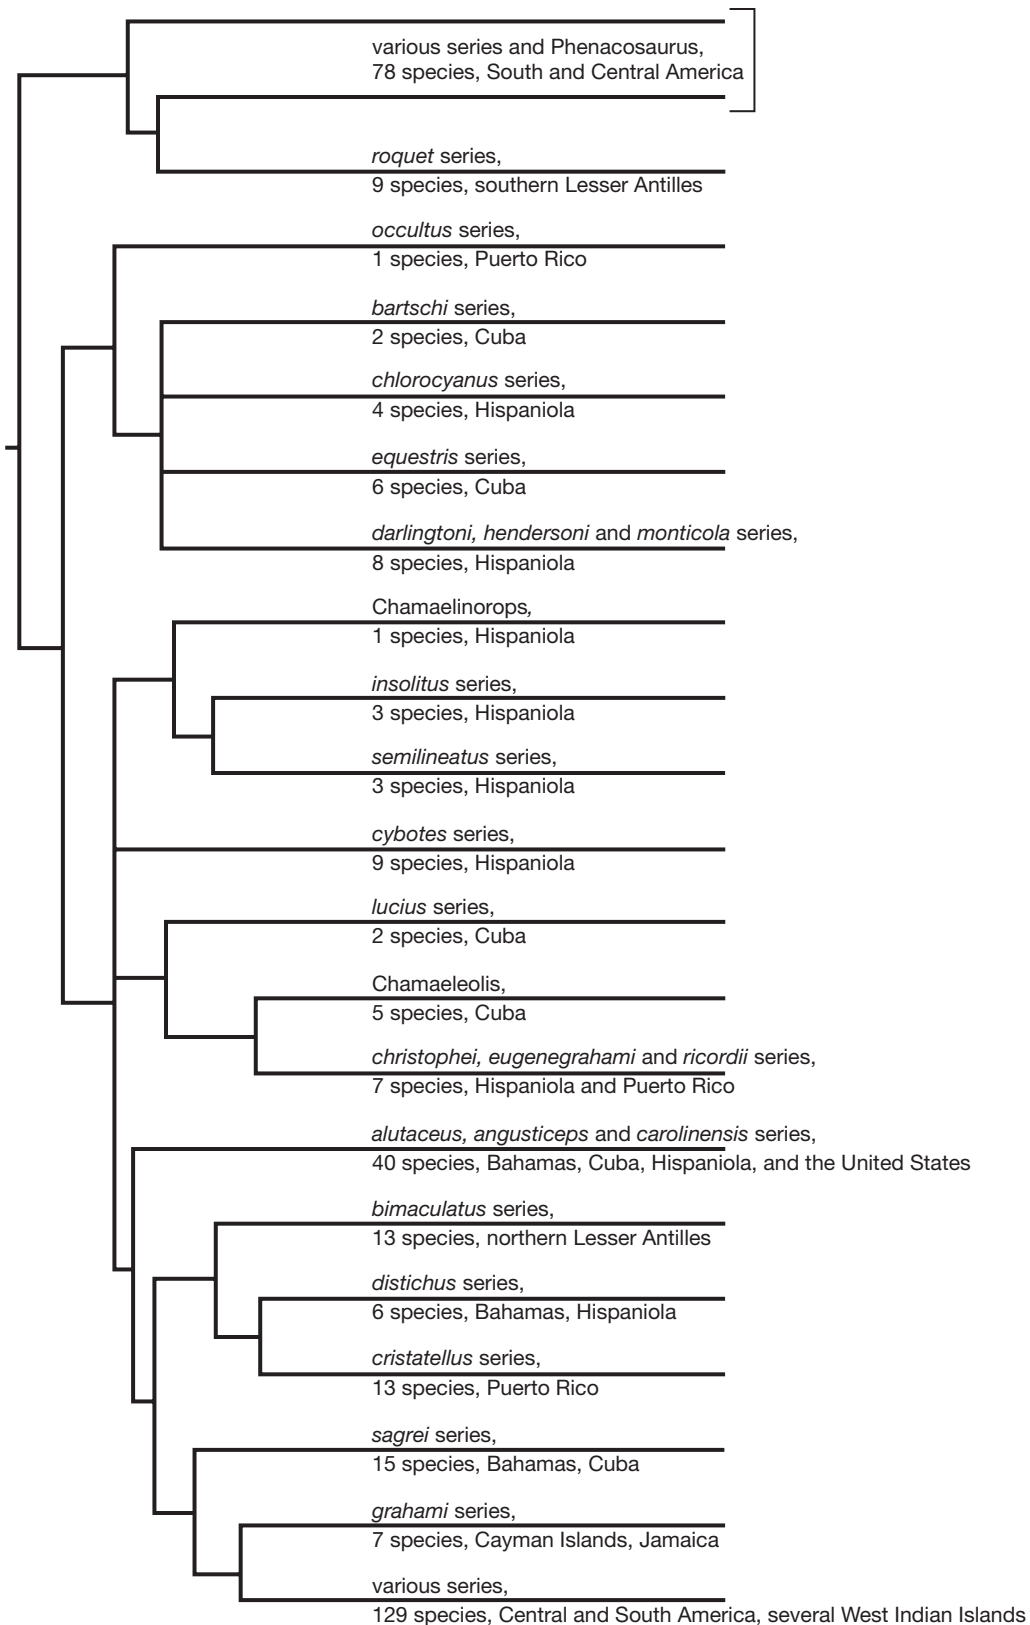 various series and Phenacosaurus,
78 species, South and Central America
roquet series,
9 species, southern Lesser Antilles
occultus series,
1 species, Puerto Rico
bartschi series,
2 species, Cuba
chlorocyanus series,
4 species, Hispaniola
equestris series,
6 species, Cuba
darlingtoni, hendersoni and monticola series,
8 species, Hispaniola
Chamaelinorops,
1 species, Hispaniola
insolitus series,
3 species, Hispaniola
semilineatus series,
3 species, Hispaniola
cybotes series,
9 species, Hispaniola
lucius series,
2 species, Cuba
Chamaeleolis,
5 species, Cuba
christophei, eugenegrahami and ricordii series,
7 species, Hispaniola and Puerto Rico
alutaceus, angusticeps and carolinensis series,
40 species, Bahamas, Cuba, Hispaniola, and the United States
bimaculatus series,
13 species, northern Lesser Antilles
distichus series,
6 species, Bahamas, Hispaniola
cristatellus series,
13 species, Puerto Rico
sagrei series,
15 species, Bahamas, Cuba
grahami series,
7 species, Cayman Islands, Jamaica
various series,
129 species, Central and South America, several West Indian Islands